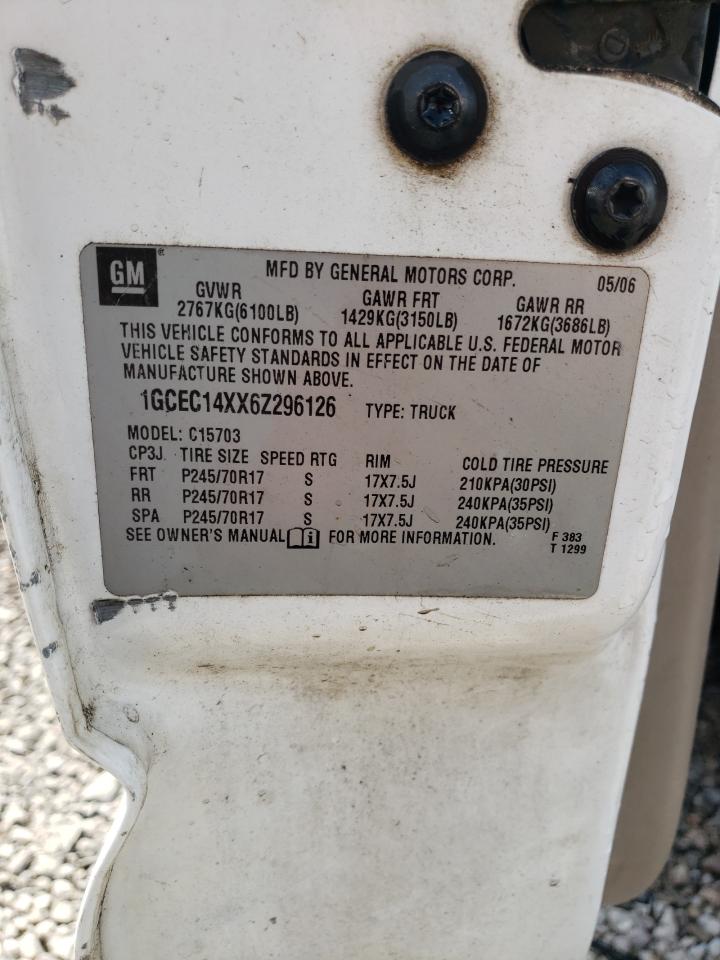 GM ® MFD BY GENERAL MOTORS CORP. 05/06
GVWR GAWR FRT GAWR RR
2767KG(6100LB) 1429KG(3150LB) 1672KG(3686LB)
THIS VEHICLE CONFORMS TO ALL APPLICABLE U.S. FEDERAL MOTOR
VEHICLE SAFETY STANDARDS IN EFFECT ON THE DATE OF
MANUFACTURE SHOWN ABOVE.
1GCEC14XX6Z296126 TYPE: TRUCK
MODEL: C15703
CP3J TIRE SIZE SPEED RTG RIM COLD TIRE PRESSURE
FRT P245/70R17 S 17X7.5J 210KPA(30PSI)
RR P245/70R17 S 17X7.5J 240KPA(35PSI)
SPA P245/70R17 S 17X7.5J 240KPA(35PSI)
SEE OWNER'S MANUAL i FOR MORE INFORMATION. F 383
T 1299